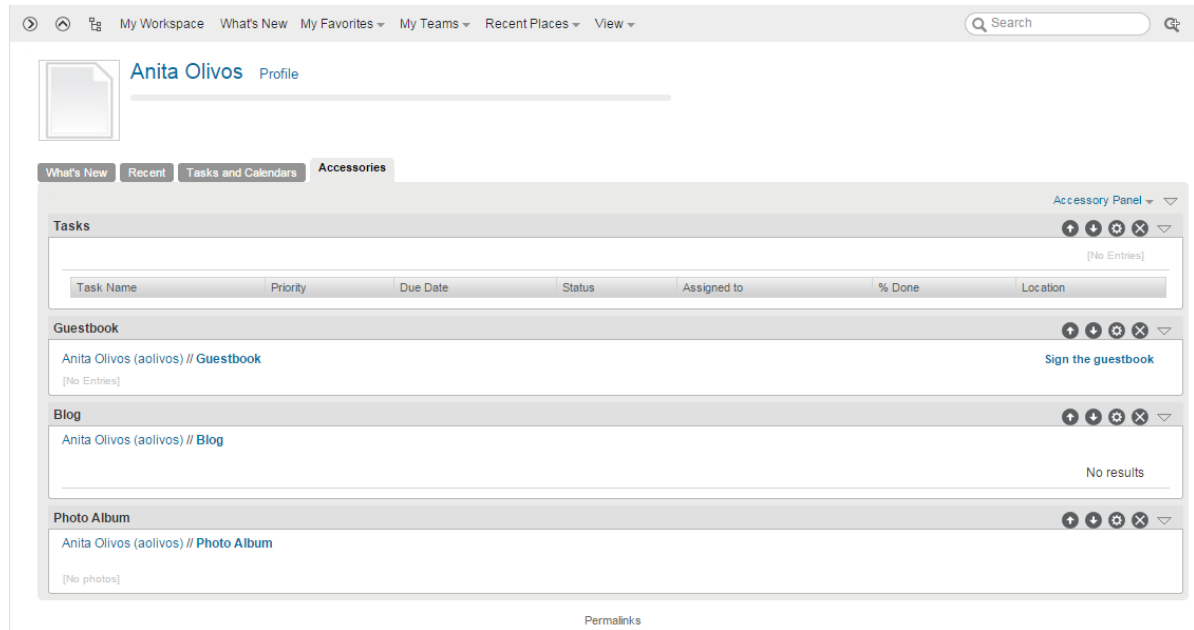 My Workspace What's New My Favorites My Teams Recent Places View Search
Anita Olivos Profile
What's New Recent Tasks and Calendars Accessories
Accessory Panel
Tasks
[No Entries]
Task Name Priority Due Date Status Assigned to % Done Location
Guestbook
Anita Olivos (aolivos) // Guestbook Sign the guestbook
[No Entries]
Blog
Anita Olivos (aolivos) // Blog
No results
Photo Album
Anita Olivos (aolivos) // Photo Album
[No photos]
Permalinks